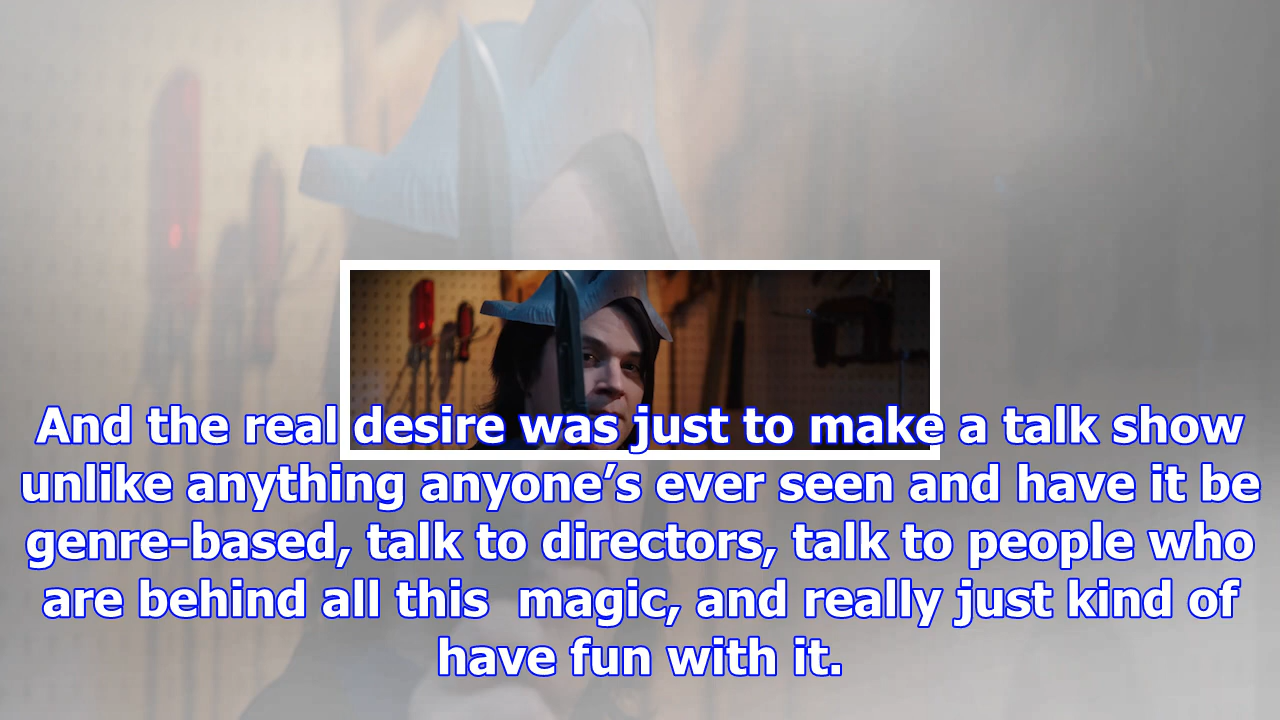 And the real desire was just to make a talk show
unlike anything anyone’s ever seen and have it be
genre-based, talk to directors, talk to people who
are behind all this  magic, and really just kind of
have fun with it.